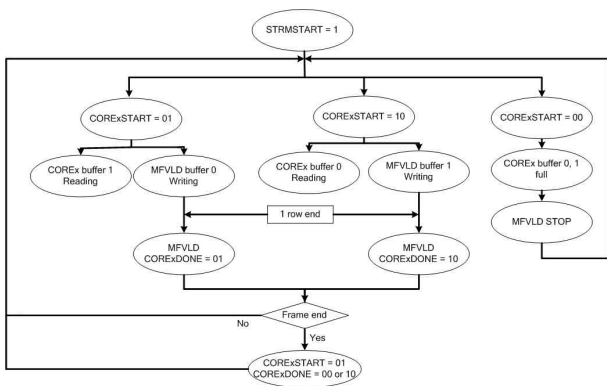 STRMSTART = 1
CORExSTART = 01
CORExSTART = 10
CORExSTART = 00
COREx buffer 1
Reading
MFVLD buffer 0
Writing
COREx buffer 0
Reading
MFVLD buffer 1
Writing
COREx buffer 0, 1
full
1 row end
MFVLD STOP
MFVLD
CORExDONE = 01
MFVLD
CORExDONE = 10
Frame end
No
Yes
CORExSTART = 01
CORExDONE = 00 or 10